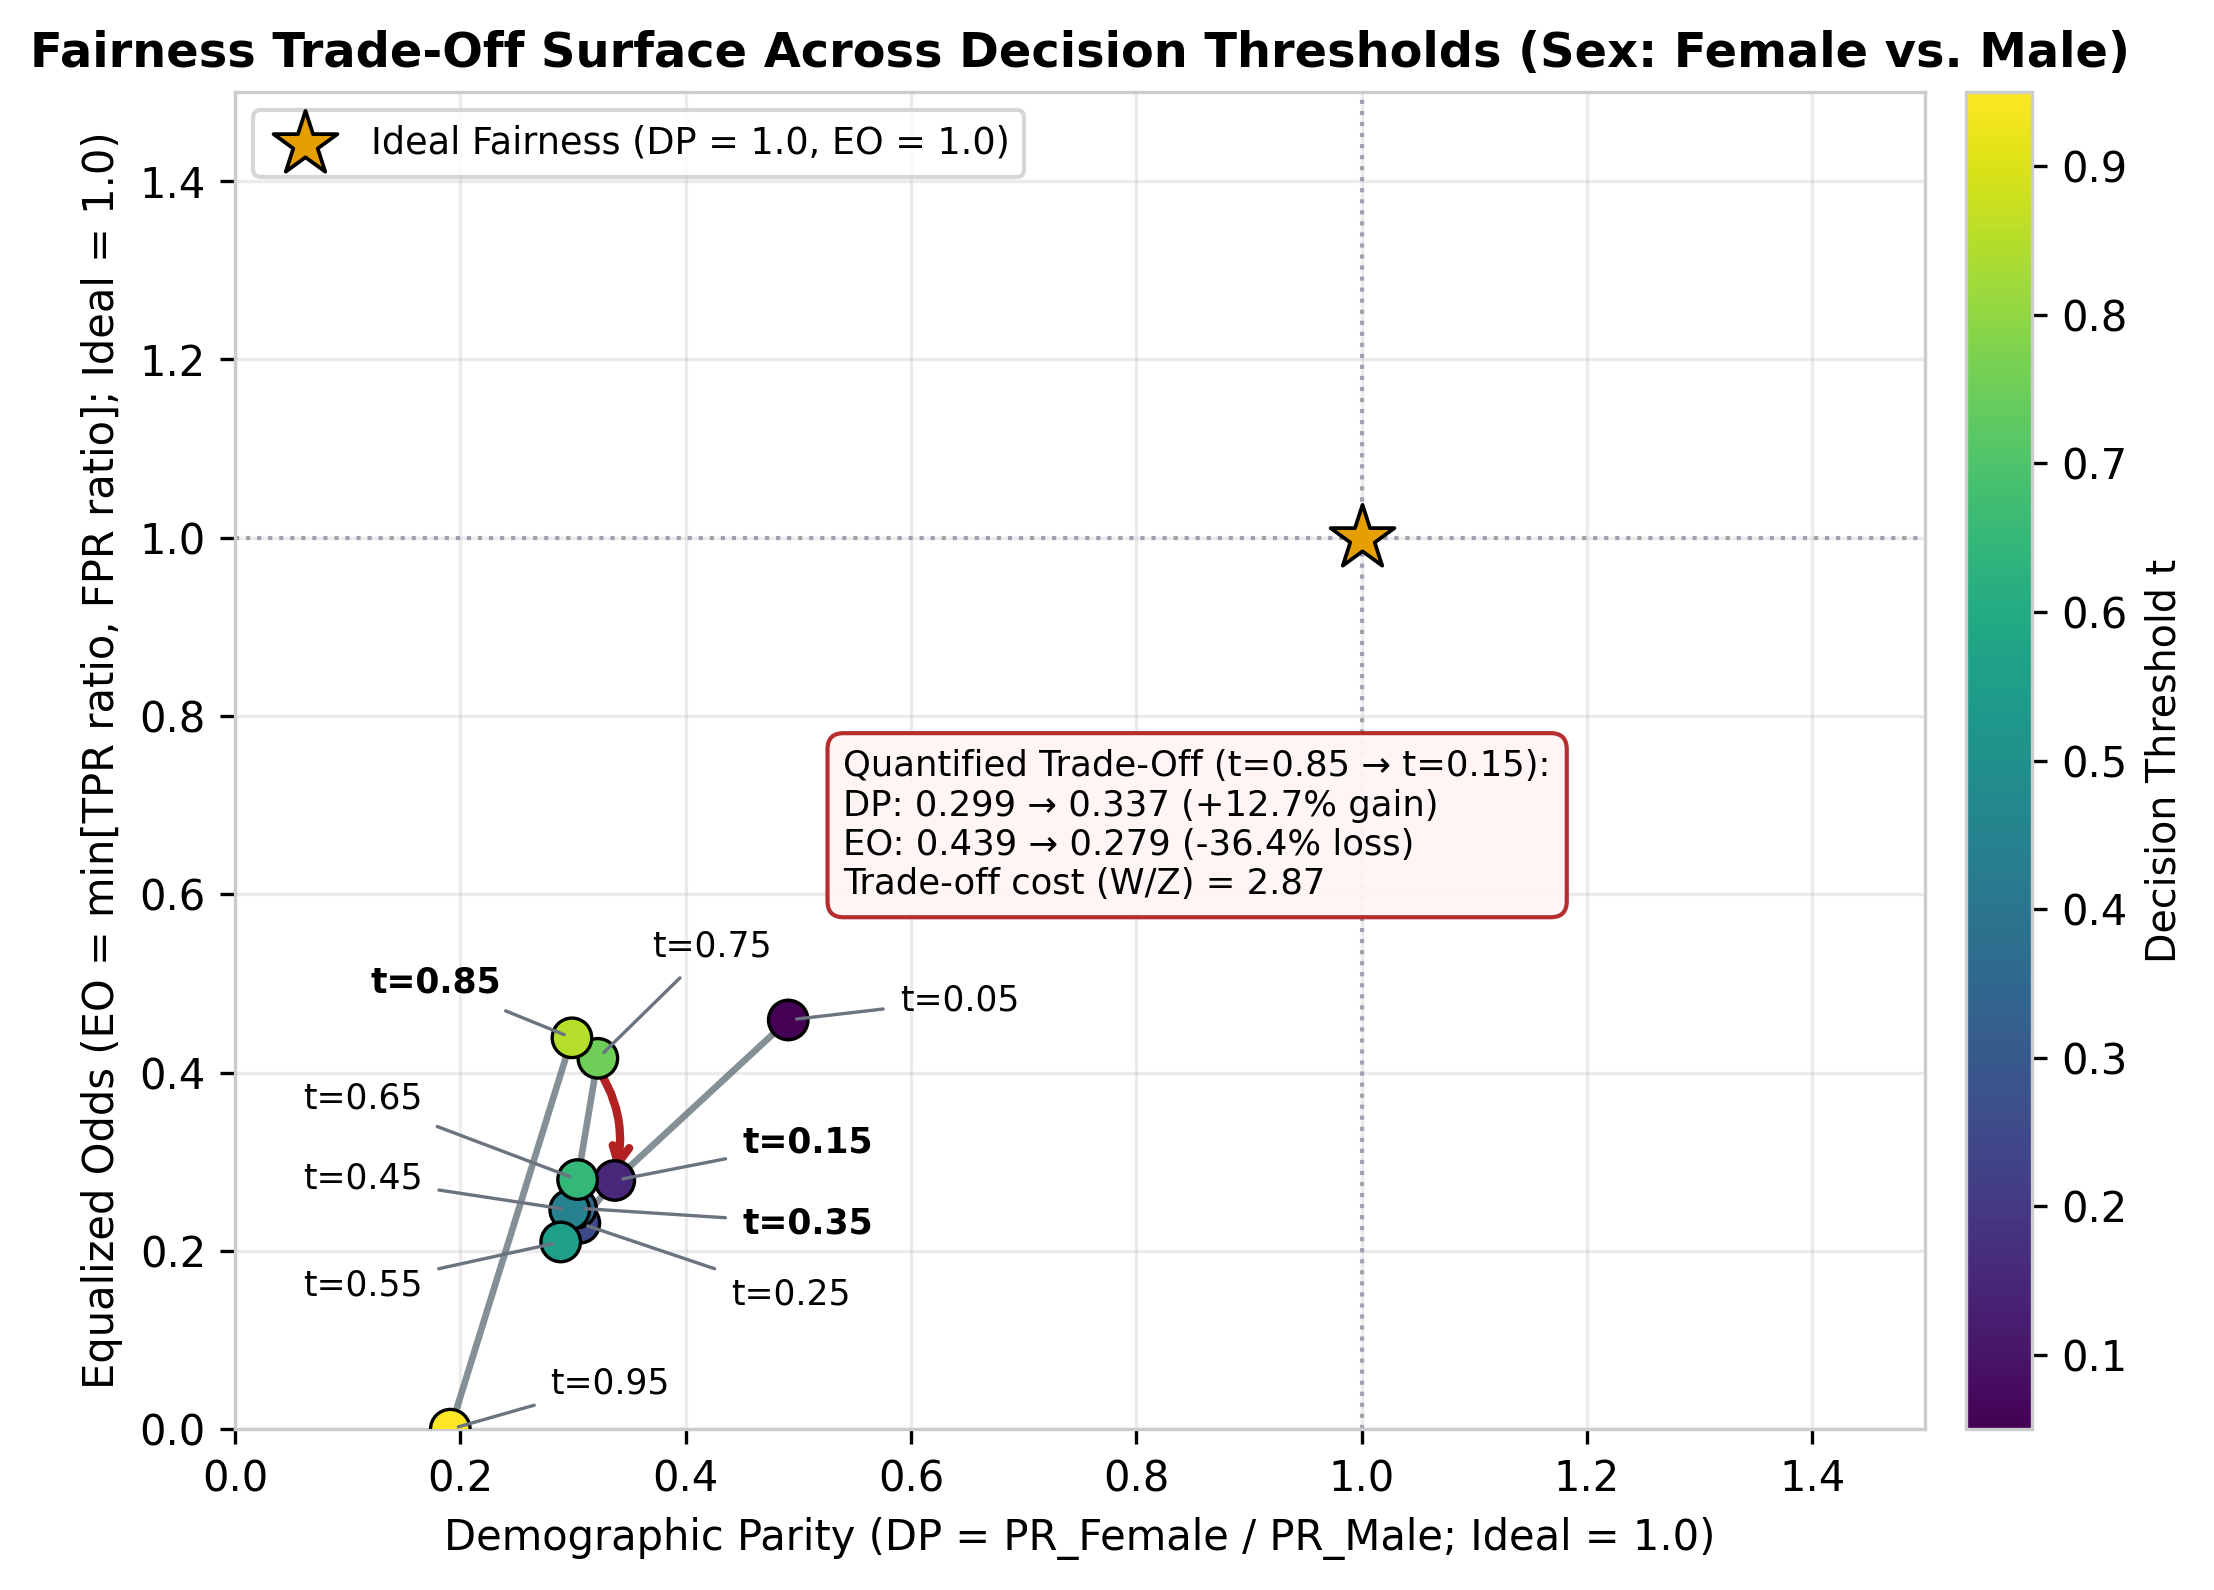 Fairness Trade-Off Surface Across Decision Thresholds (Sex: Female vs. Male)
Ideal Fairness (DP = 1.0, EO = 1.0)
Equalized Odds (EO = min[TPR ratio, FPR ratio]; Ideal = 1.0)
1.4
1.2
1.0
0.8
0.6
0.4
0.2
0.0
Quantified Trade-Off (t=0.85 → t=0.15):
DP: 0.299 → 0.337 (+12.7% gain)
EO: 0.439 → 0.279 (-36.4% loss)
Trade-off cost (W/Z) = 2.87
t=0.75
t=0.85
t=0.05
t=0.65
t=0.15
t=0.45
t=0.35
t=0.55
t=0.25
t=0.95
0.0
0.2
0.4
0.6
0.8
1.0
1.2
1.4
Demographic Parity (DP = PR_Female / PR_Male; Ideal = 1.0)
0.9
0.8
0.7
0.6
0.5
0.4
0.3
0.2
0.1
Decision Threshold t